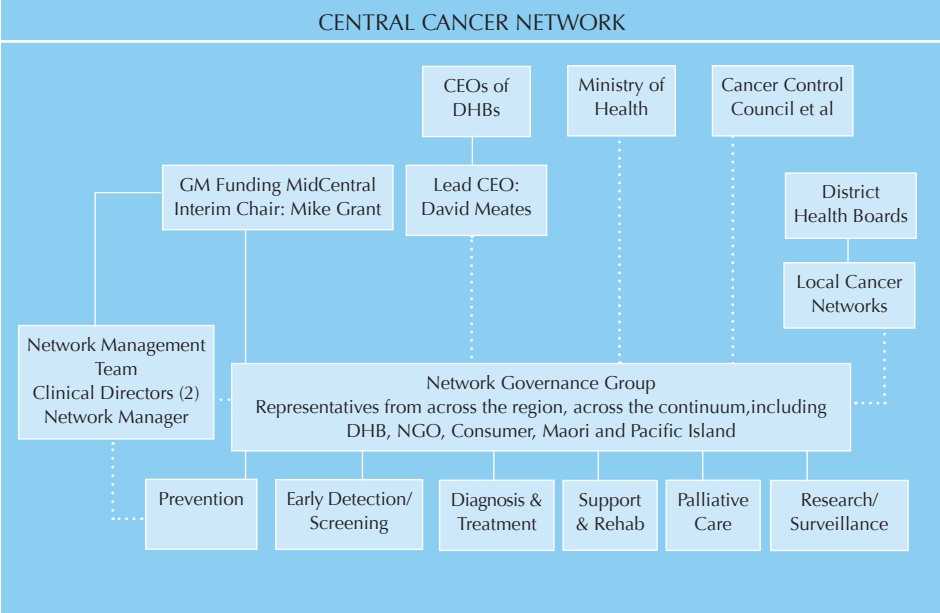 CENTRAL CANCER NETWORK
CEOs of
DHBs
Ministry of
Health
Cancer Control
Council et al
GM Funding MidCentral
Interim Chair: Mike Grant
Lead CEO:
David Meates
District
Health Boards
Local Cancer
Networks
Network Management
Team
Clinical Directors (2)
Network Manager
Network Governance Group
Representatives from across the region, across the continuum,including
DHB, NGO, Consumer, Maori and Pacific Island
Prevention
Early Detection/
Screening
Diagnosis &
Treatment
Support
& Rehab
Palliative
Care
Research/
Surveillance